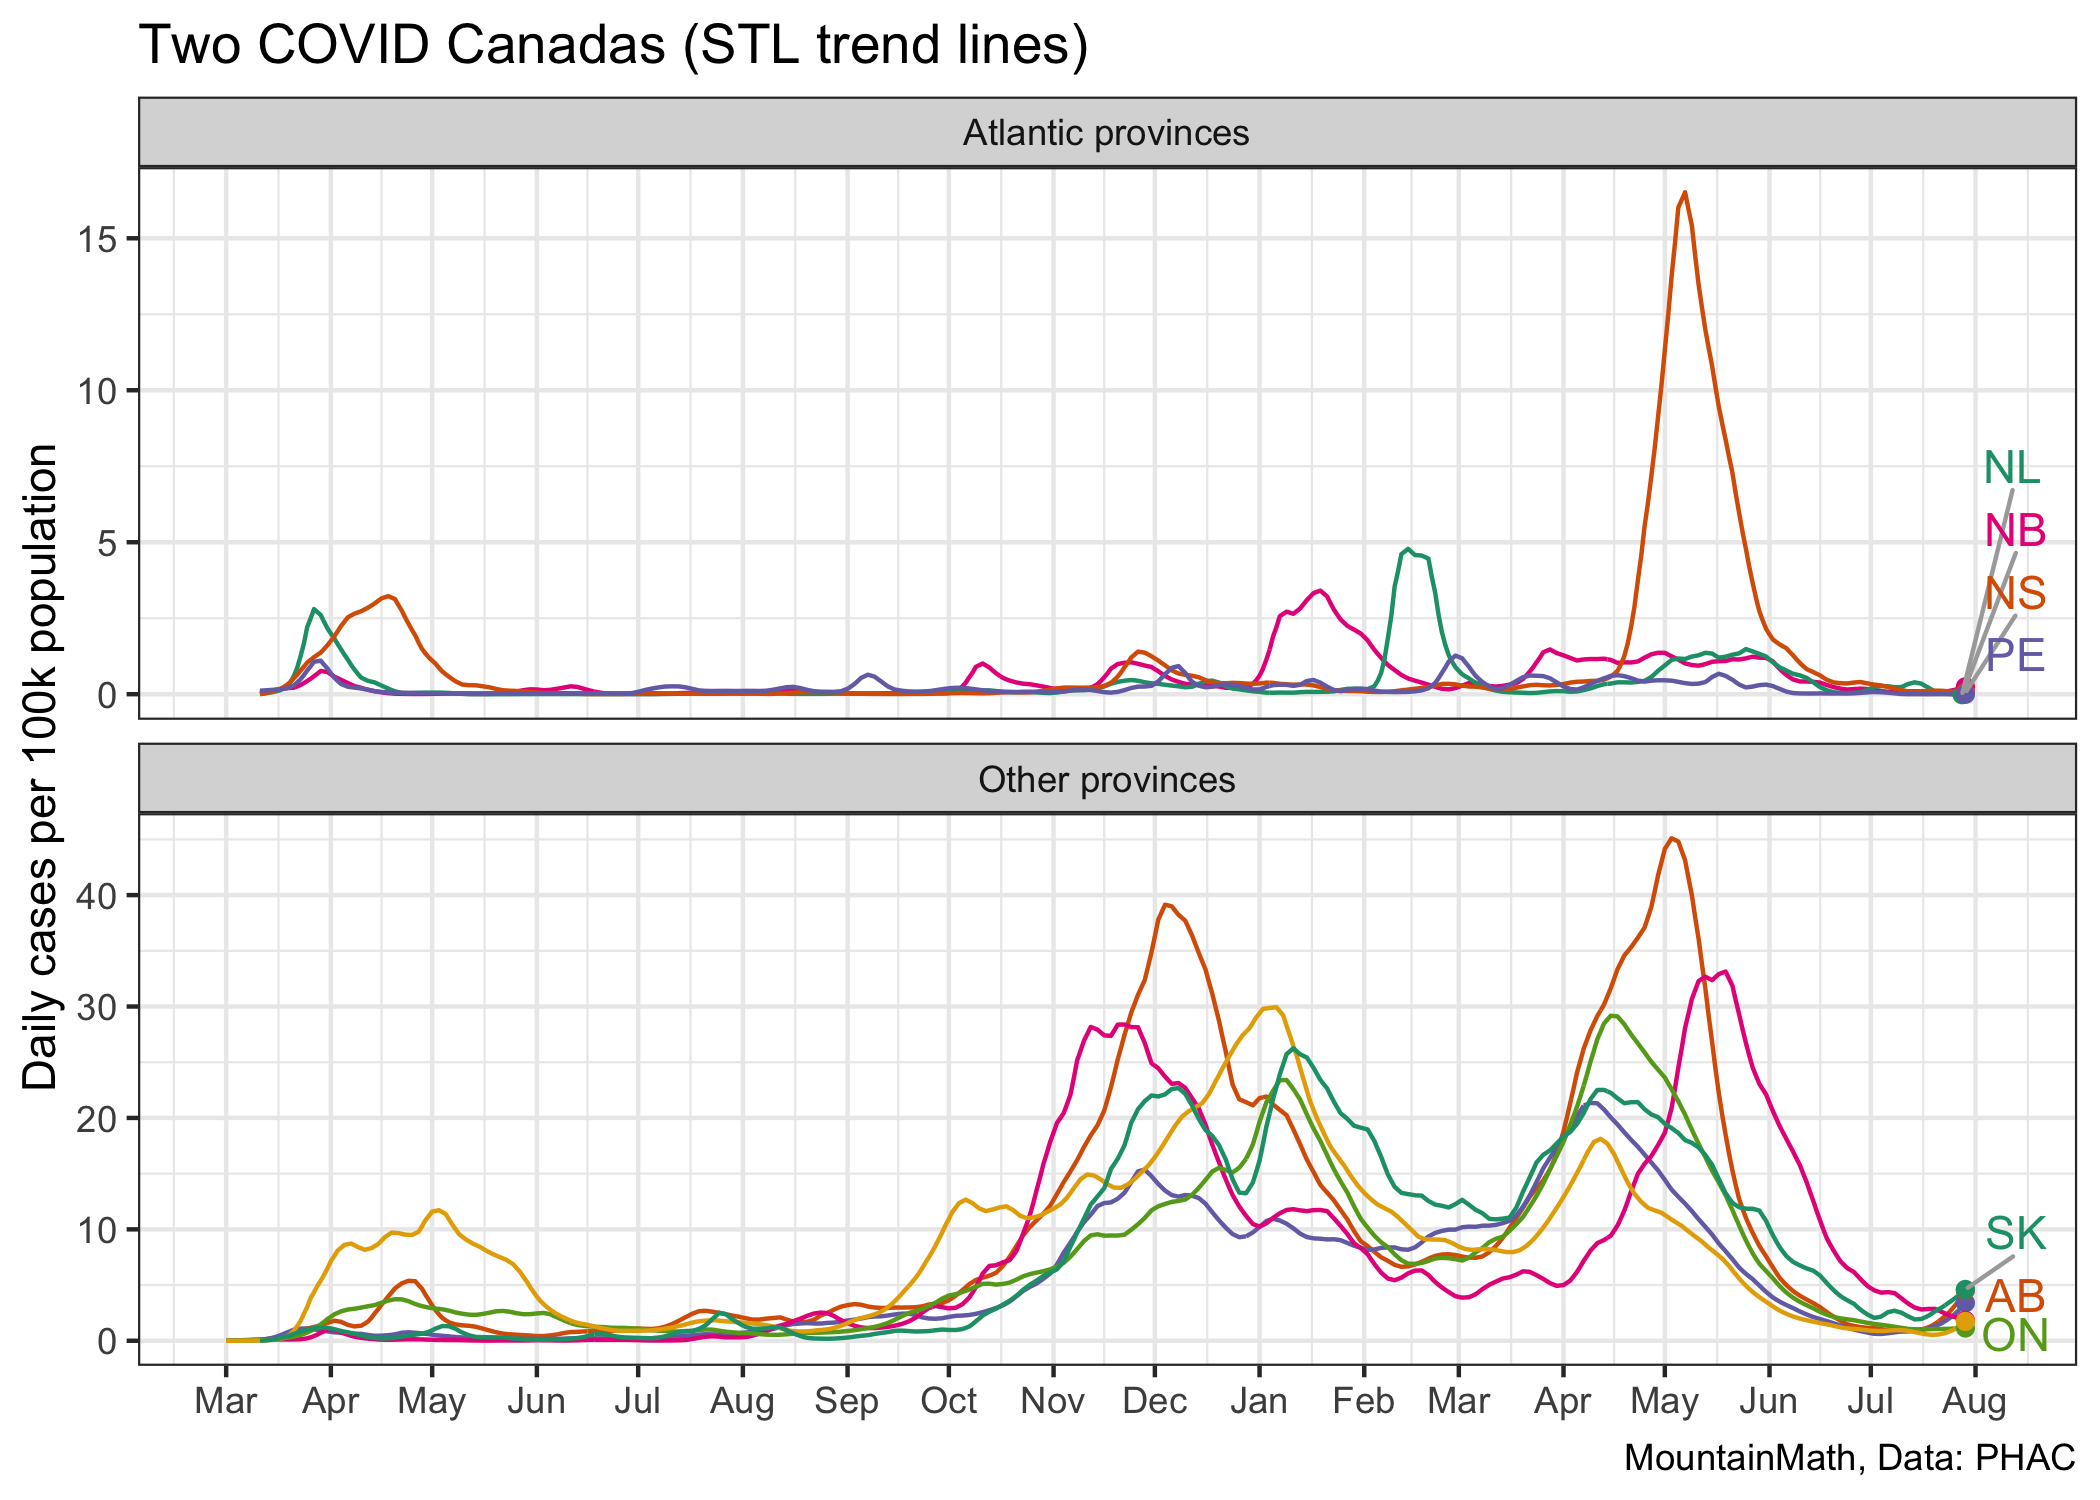 Two COVID Canadas (STL trend lines)
Atlantic provinces
15
10
5
0
NL
NB
NS
PE
Daily cases per 100k population
Other provinces
40
30
20
10
0
SK
AB
ON
Mar Apr May Jun Jul Aug Sep Oct Nov Dec Jan Feb Mar Apr May Jun Jul Aug
MountainMath, Data: PHAC